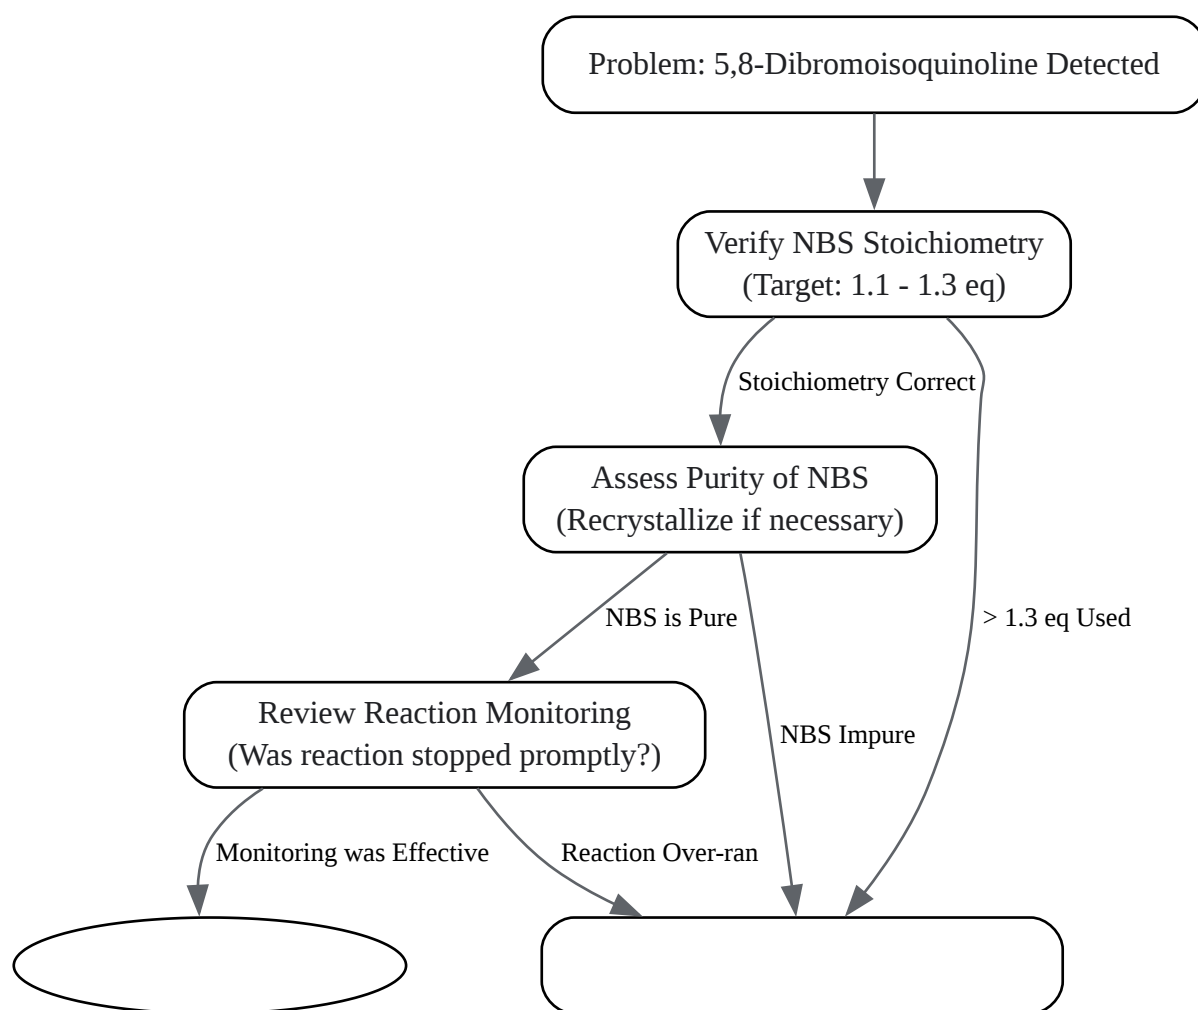 Problem: 5,8-Dibromoisoquinoline Detected
Verify NBS Stoichiometry
(Target: 1.1 - 1.3 eq)
Stoichiometry Correct
Assess Purity of NBS
(Recrystallize if necessary)
NBS is Pure
> 1.3 eq Used
Review Reaction Monitoring
(Was reaction stopped promptly?)
NBS Impure
Monitoring was Effective
Reaction Over-ran